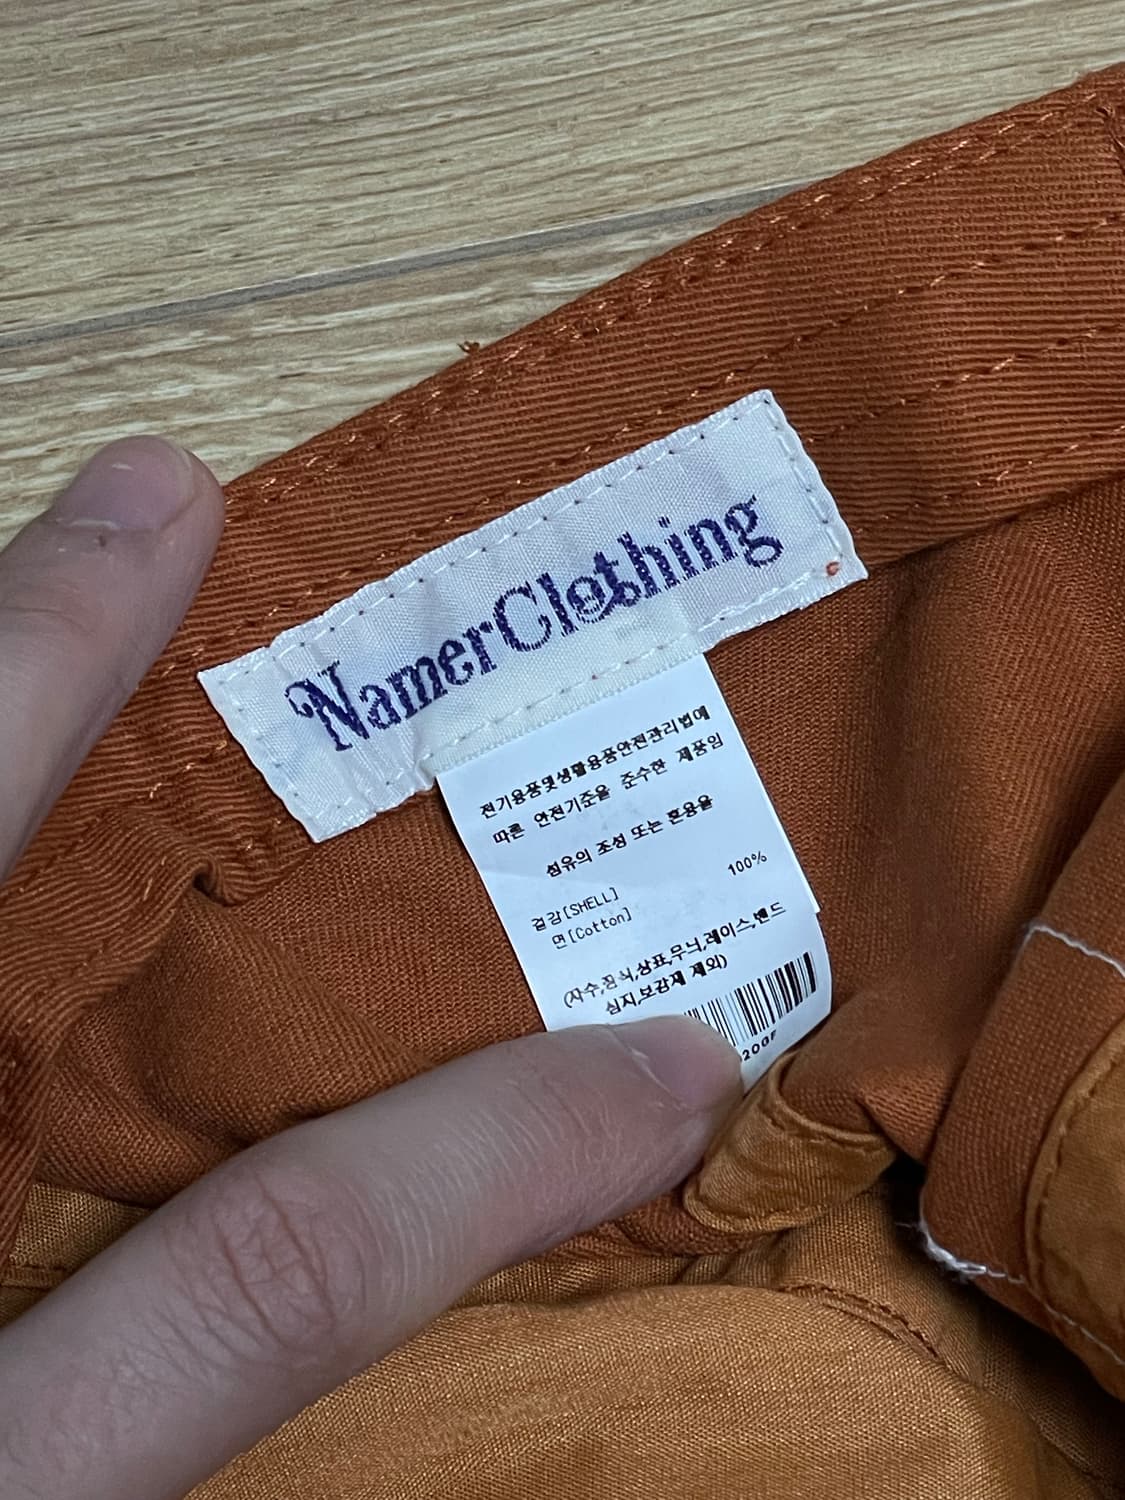 NamerClothing
전기용품및생활용품안전관리법에
따른 안전기준을 준수한 제품임
섬유의 조성 또는 혼용율
100%
겉감[SHELL]
면[Cotton]
(자수,장식,상표,무늬,레이스,밴드
심지,보강재 제외)
20GF